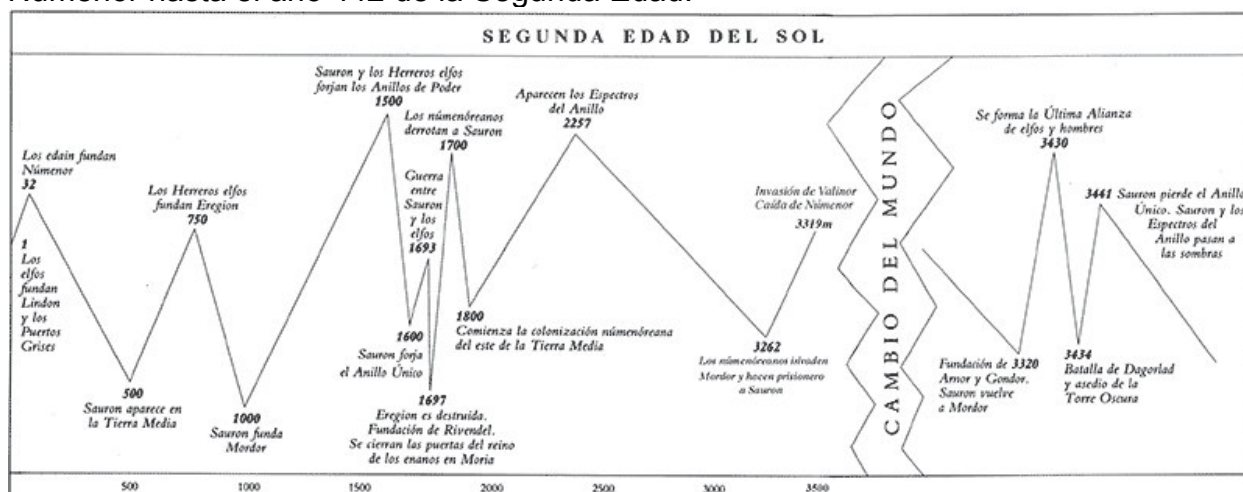 Númenor hasta el año 442 de la Segunda Edad.
SEGUNDA EDAD DEL SOL
1
Los
elfos
fundan
Lindon
y los
Puertos
Grises
Los edain fundan
Númenor
32
500
Sauron aparece en
la Tierra Media
Los Herreros elfos
fundan Eregion
750
1000
Sauron funda
Mordor
Sauron y los Herreros elfos
forjan los Anillos de Poder
1500
1600
Sauron forja
el Anillo Único
Guerra
entre
Sauron
y los
elfos
1693
1697
Eregion es destruida.
Fundación de Rivendel.
Se cierran las puertas del reino
de los enanos en Moria
Los númenóreanos
derrotan a Sauron
1700
1800
Comienza la colonización númenóreana
del este de la Tierra Media
Aparecen los Espectros
del Anillo
2257
3262
Los númenóreanos invaden
Mordor y hacen prisionero
a Sauron
Invasión de Valinor
Caída de Númenor
3319m
CAMBIO DEL MUNDO
Fundación de 3320
Arnor y Gondor.
Sauron vuelve
a Mordor
Se forma la Última Alianza
de elfos y hombres
3430
3434
Batalla de Dagorlad
y asedio de la
Torre Oscura
3441 Sauron pierde el Anillo
Único. Sauron y los
Espectros del
Anillo pasan a
las sombras
500 1000 1500 2000 2500 3000 3500